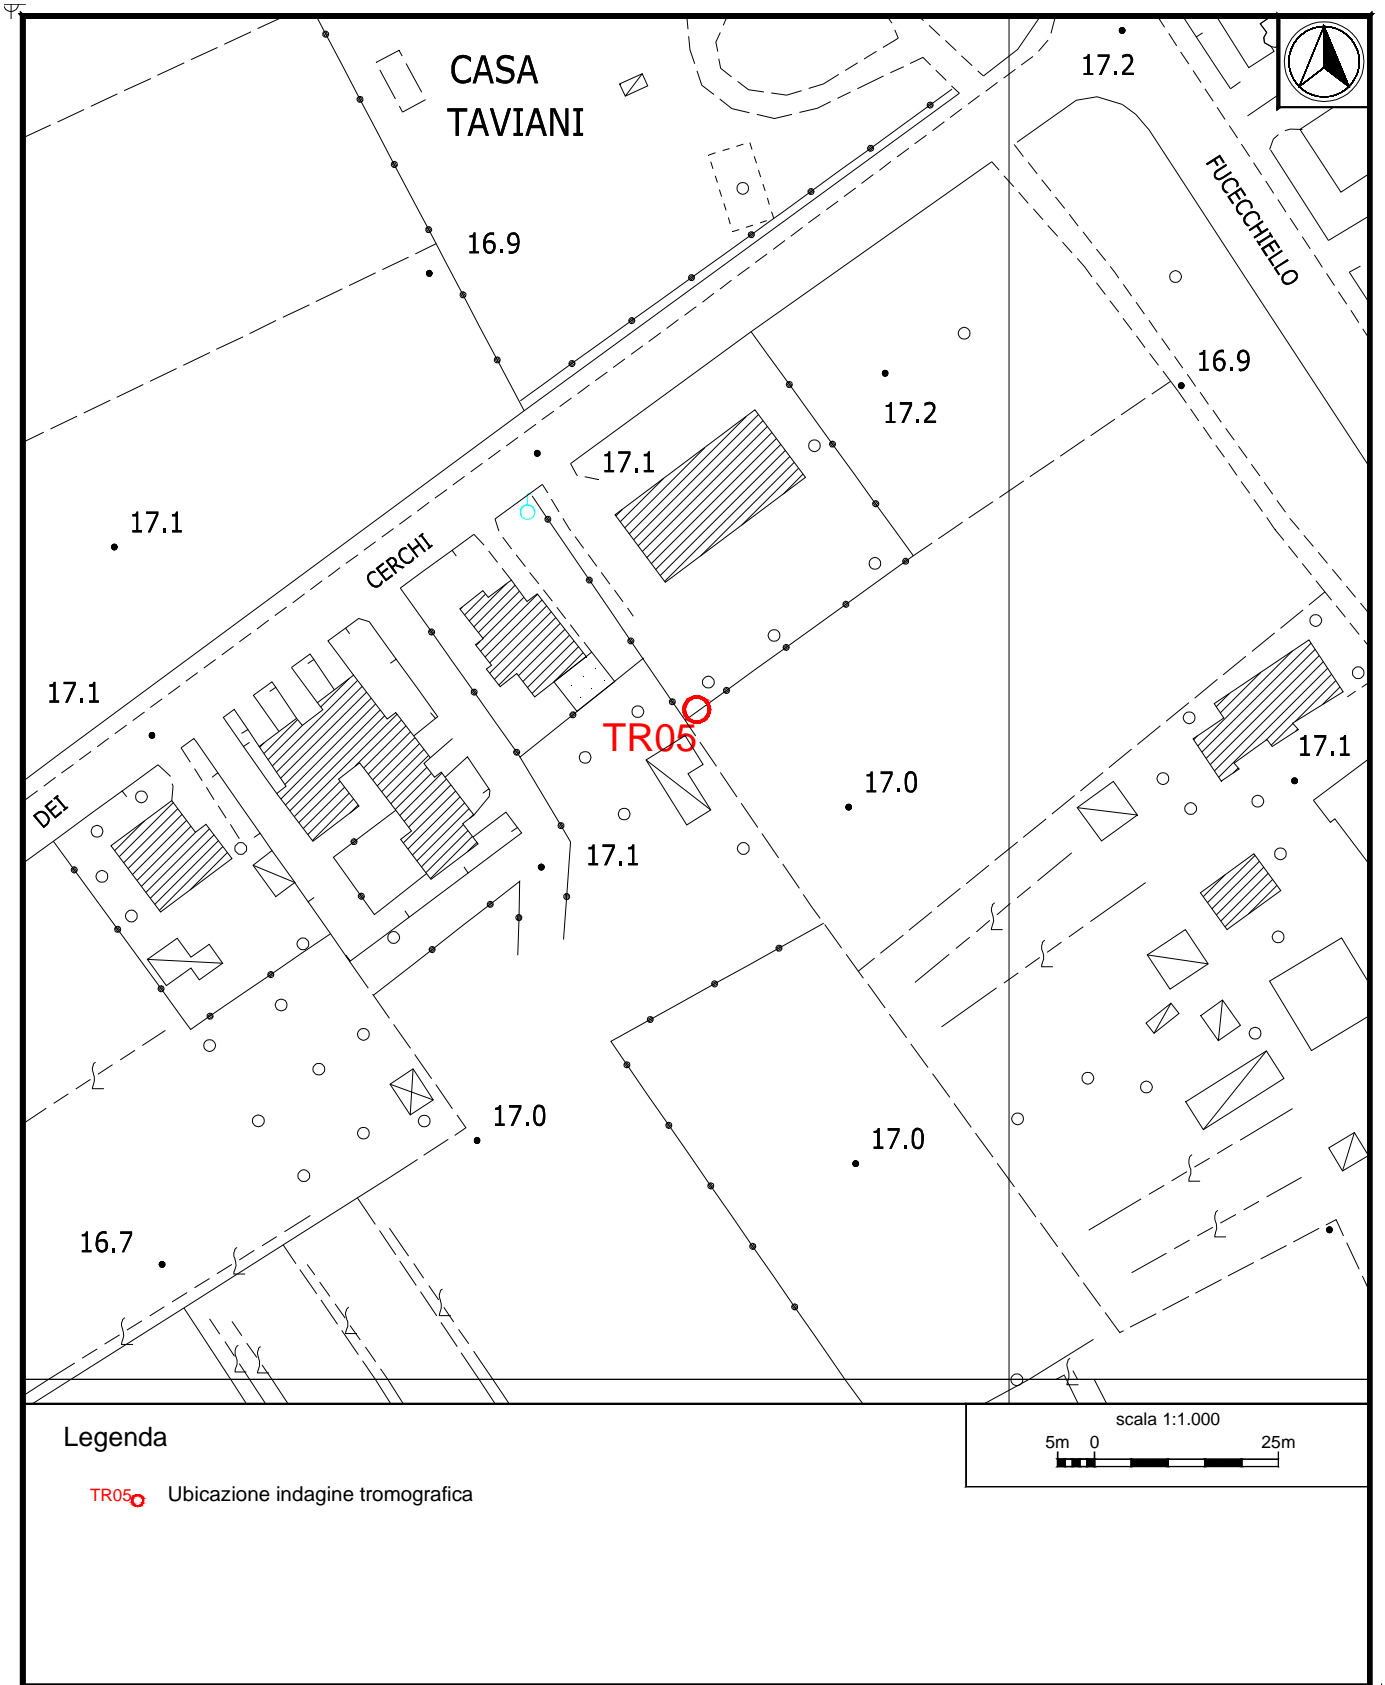 CASA
TAVIANI
17.2
FUCECCHIELLO
16.9
16.9
17.2
17.1
17.1
CERCHI
17.1
TR05
17.1
17.0
DEI
17.1
17.0
17.0
16.7
Legenda
scala 1:1.000
5m 0 25m
TR05 Ubicazione indagine tromografica